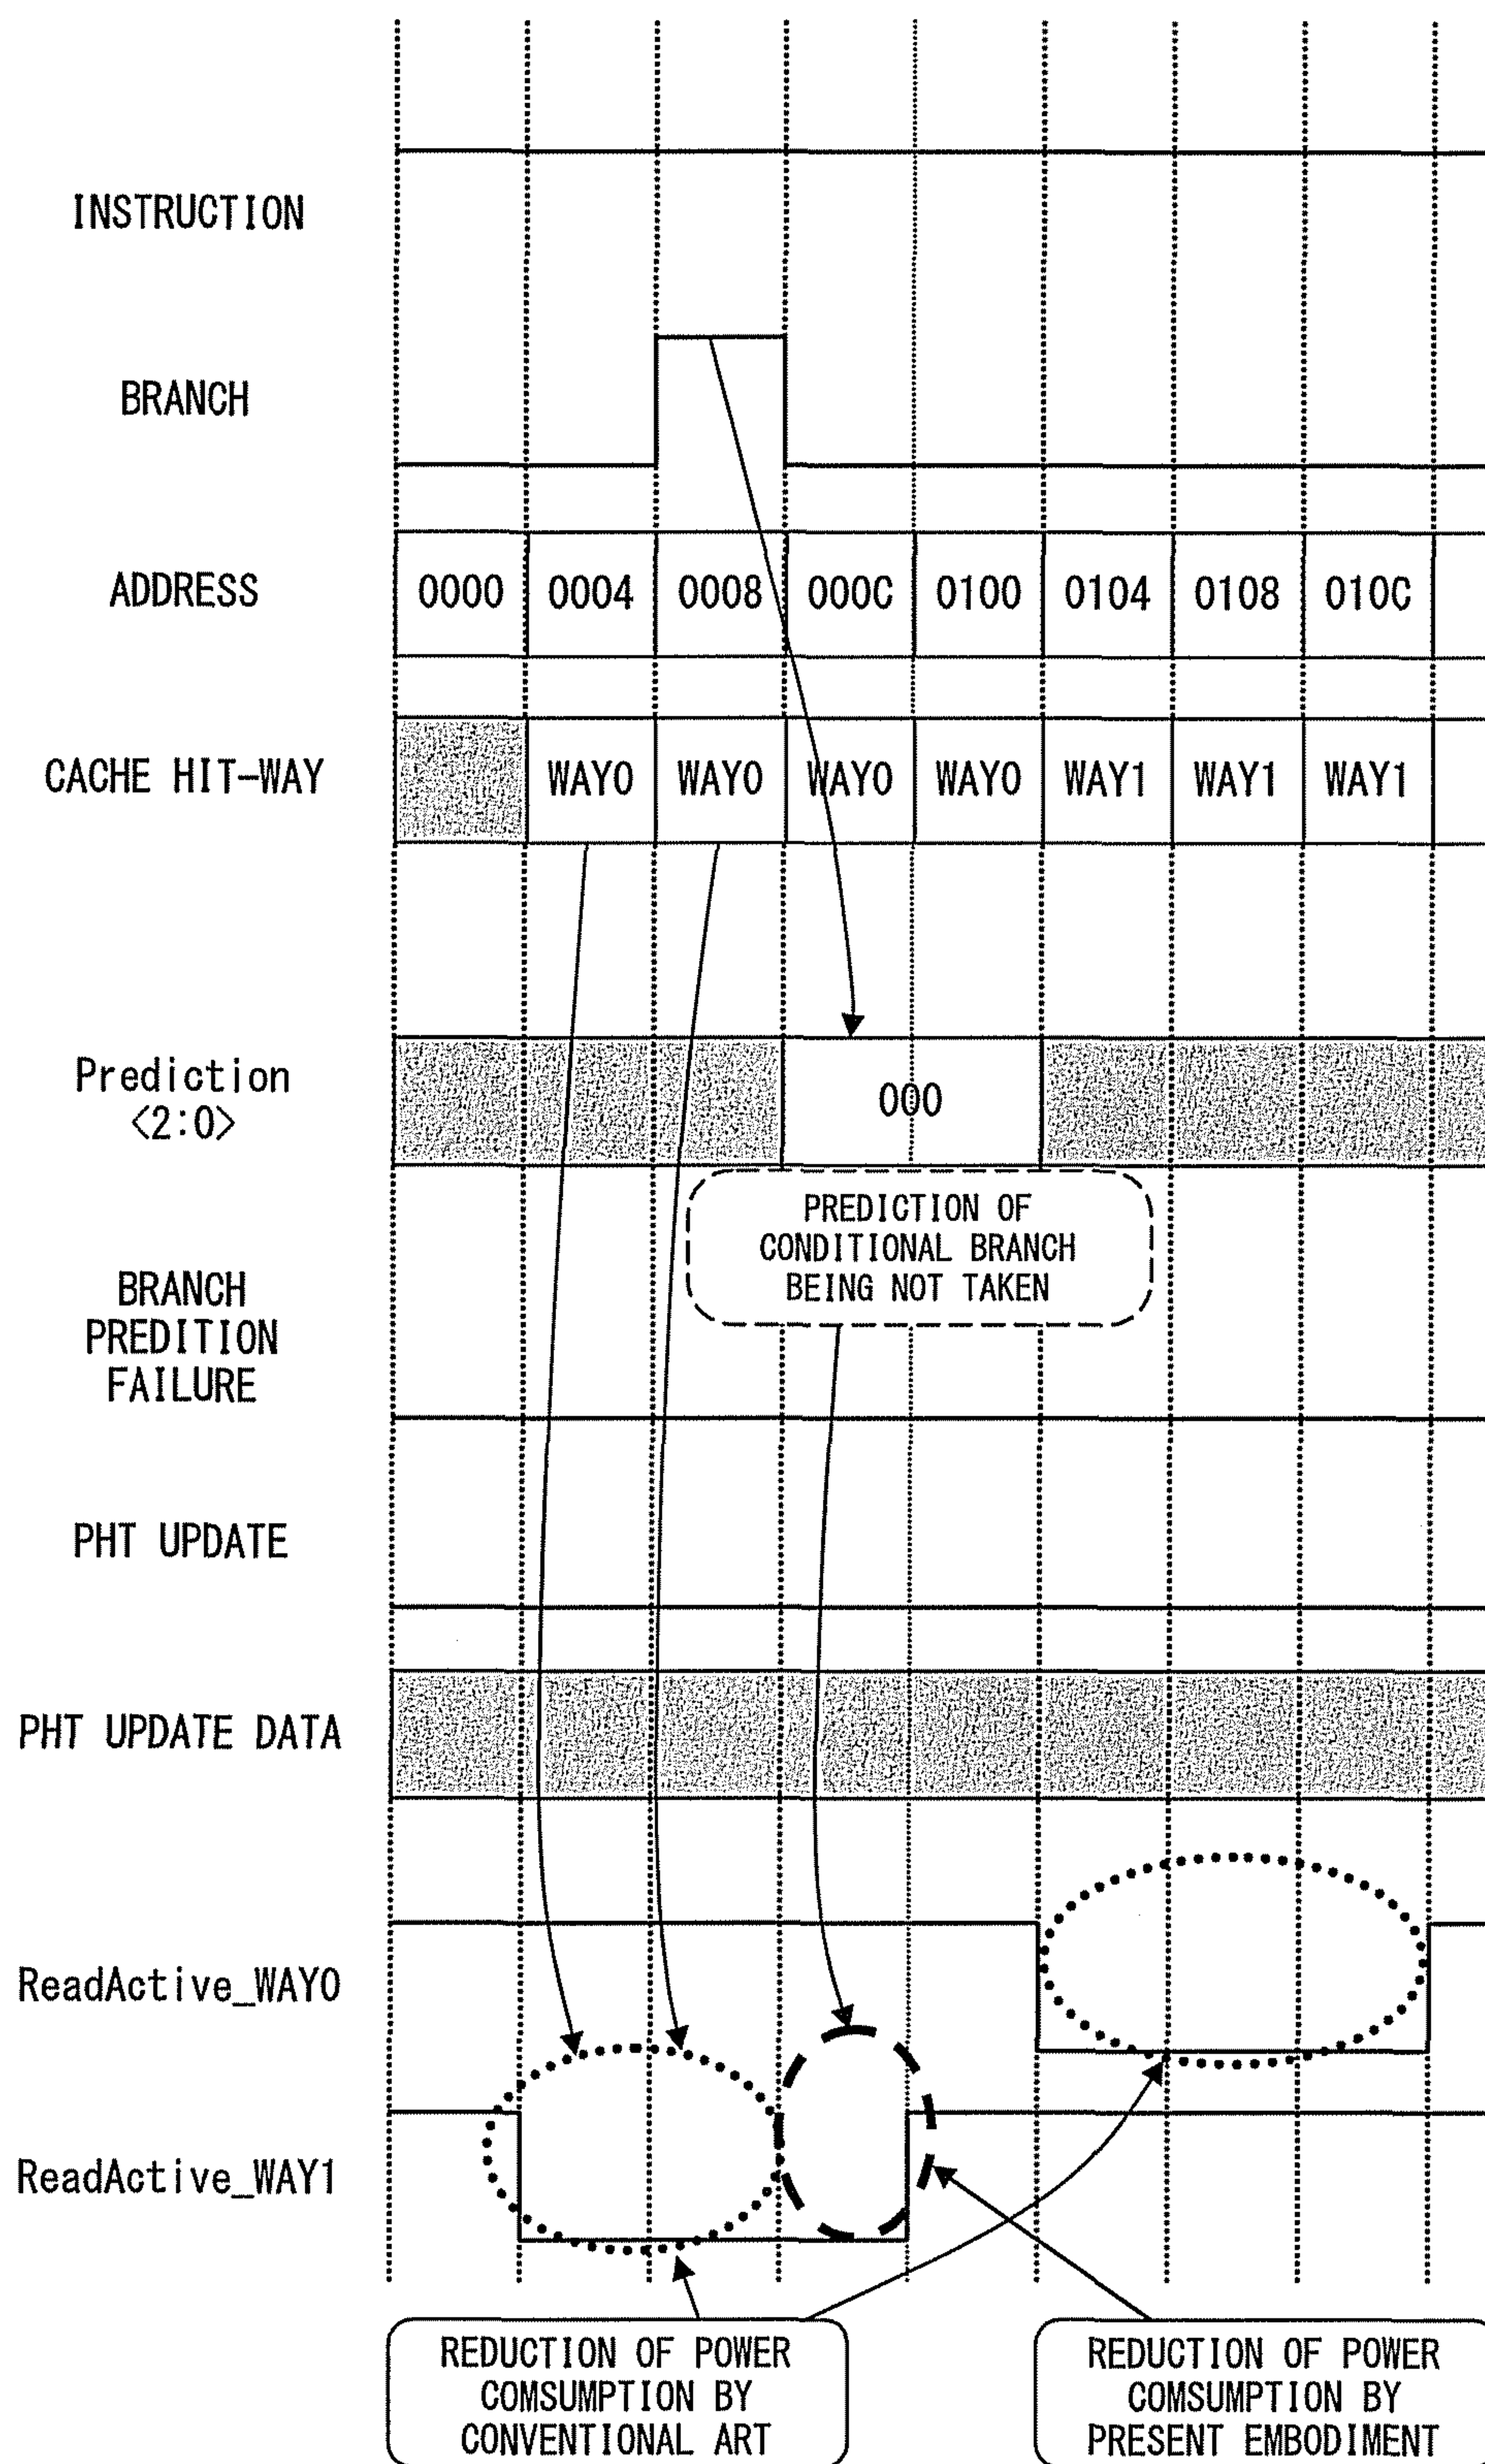 INSTRUCTION
BRANCH
ADDRESS 0000 0004 0008 000C 0100 0104 0108 010C
CACHE HIT-WAY WAY0 WAY0 WAY0 WAY0 WAY1 WAY1 WAY1
Prediction
<2:0>
000
PREDICTION OF
CONDITIONAL BRANCH
BEING NOT TAKEN
BRANCH
PREDITION
FAILURE
PHT UPDATE
PHT UPDATE DATA
ReadActive_WAY0
ReadActive_WAY1
REDUCTION OF POWER
COMSUMPTION BY
CONVENTIONAL ART
REDUCTION OF POWER
COMSUMPTION BY
PRESENT EMBODIMENT